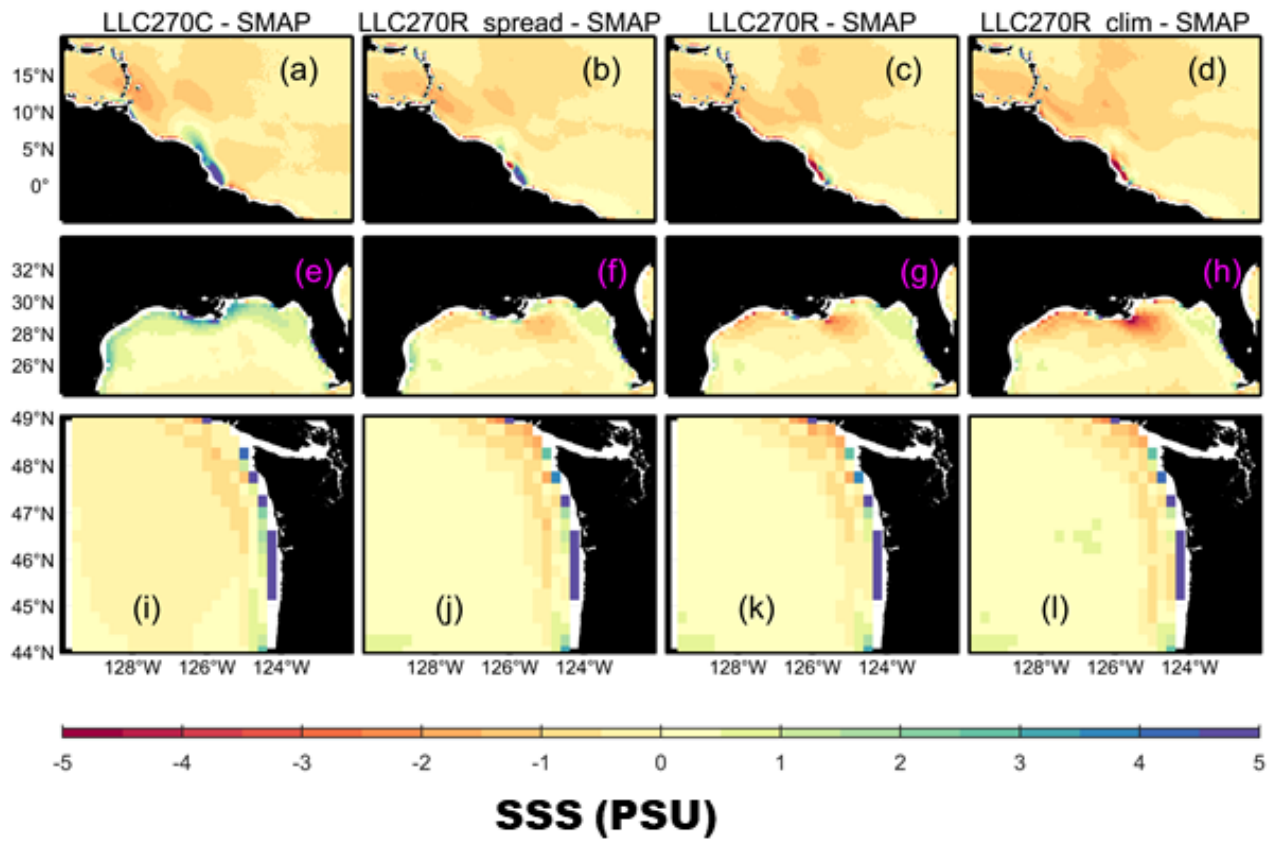 LLC270C - SMAP LLC270R spread - SMAP LLC270R - SMAP LLC270R clim - SMAP
15°N (a) (b) (c) (d)
10°N
5°N
0°
32°N (e) (f) (g) (h)
30°N
28°N
26°N
49°N
48°N
47°N
46°N
45°N (i) (j) (k) (l)
44°N
128°W 126°W 124°W 128°W 126°W 124°W 128°W 126°W 124°W 128°W 126°W 124°W
-5 -4 -3 -2 -1 0 1 2 3 4 5
SSS (PSU)